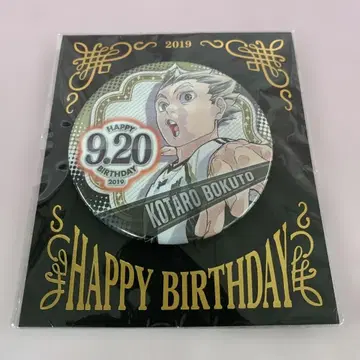 2019
HAPPY
9.20
BIRTHDAY
2019
KOTARO BOKUTO
HAPPY BIRTHDAY